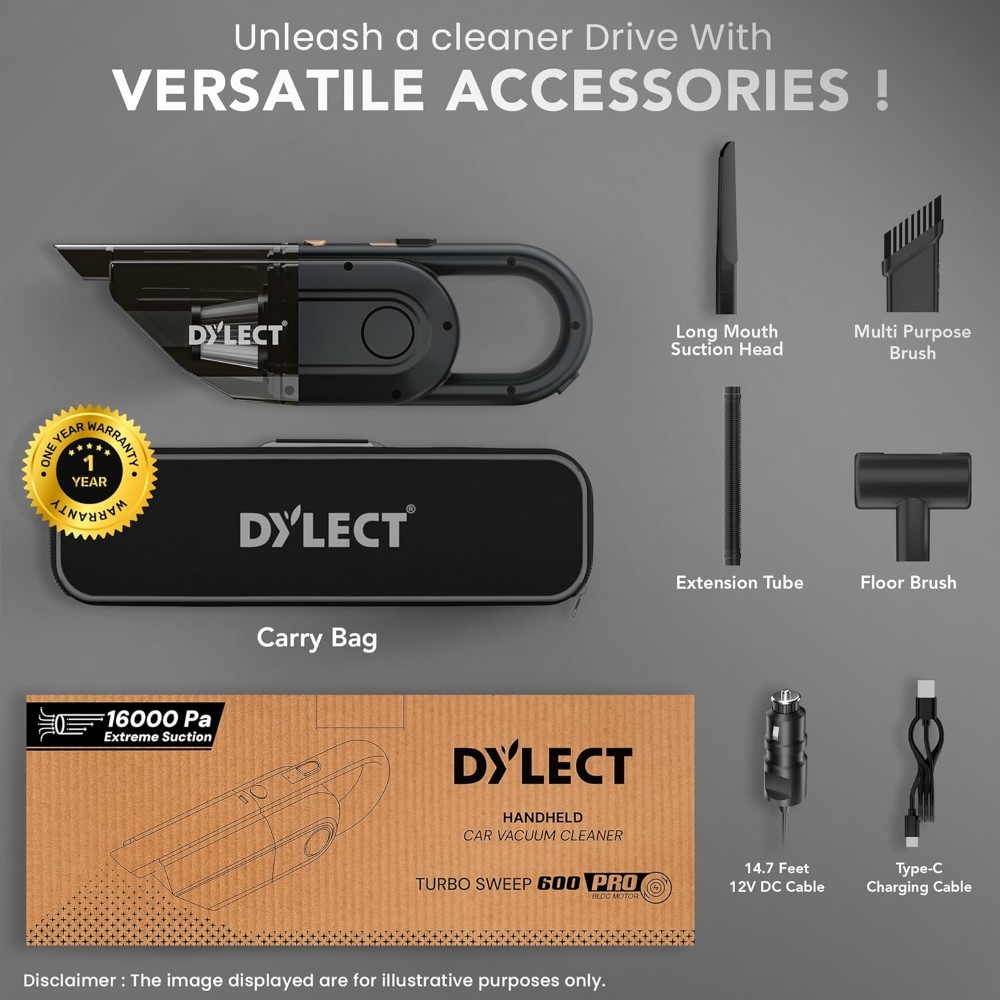 Unleash a cleaner Drive With
VERSATILE ACCESSORIES !
DYLECT®
Long Mouth
Suction Head
Multi Purpose
Brush
ONE YEAR WARRANTY
1
YEAR
WARRANTY
DYLECT®
Carry Bag
Extension Tube
Floor Brush
16000 Pa
Extreme Suction
DYLECT
HANDHELD
CAR VACUUM CLEANER
TURBO SWEEP 600 PRO
BLDC MOTOR
14.7 Feet
12V DC Cable
Type-C
Charging Cable
Disclaimer : The image displayed are for illustrative purposes only.